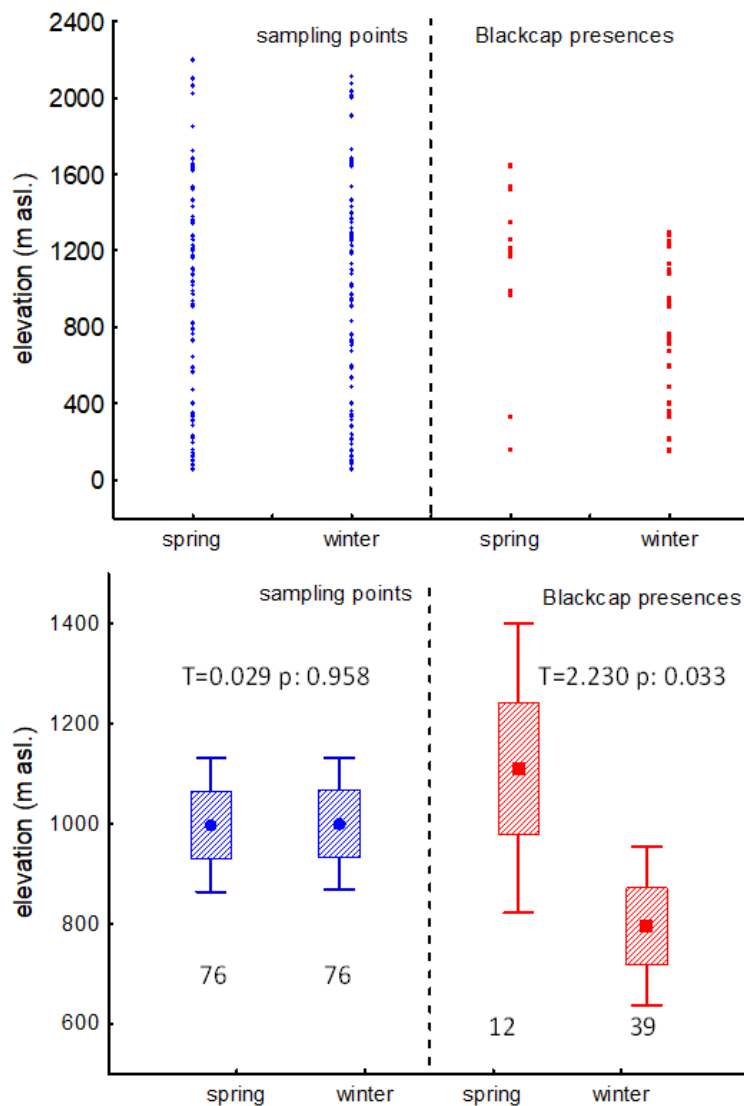 2400
sampling points
Blackcap presences
2000
1600
1200
800
400
0
elevation (m asl.)
spring
winter
spring
winter
sampling points
Blackcap presences
1400
T=0.029 p: 0.958
T=2.230 p: 0.033
1200
1000
800
600
elevation (m asl.)
76
76
12
39
spring
winter
spring
winter